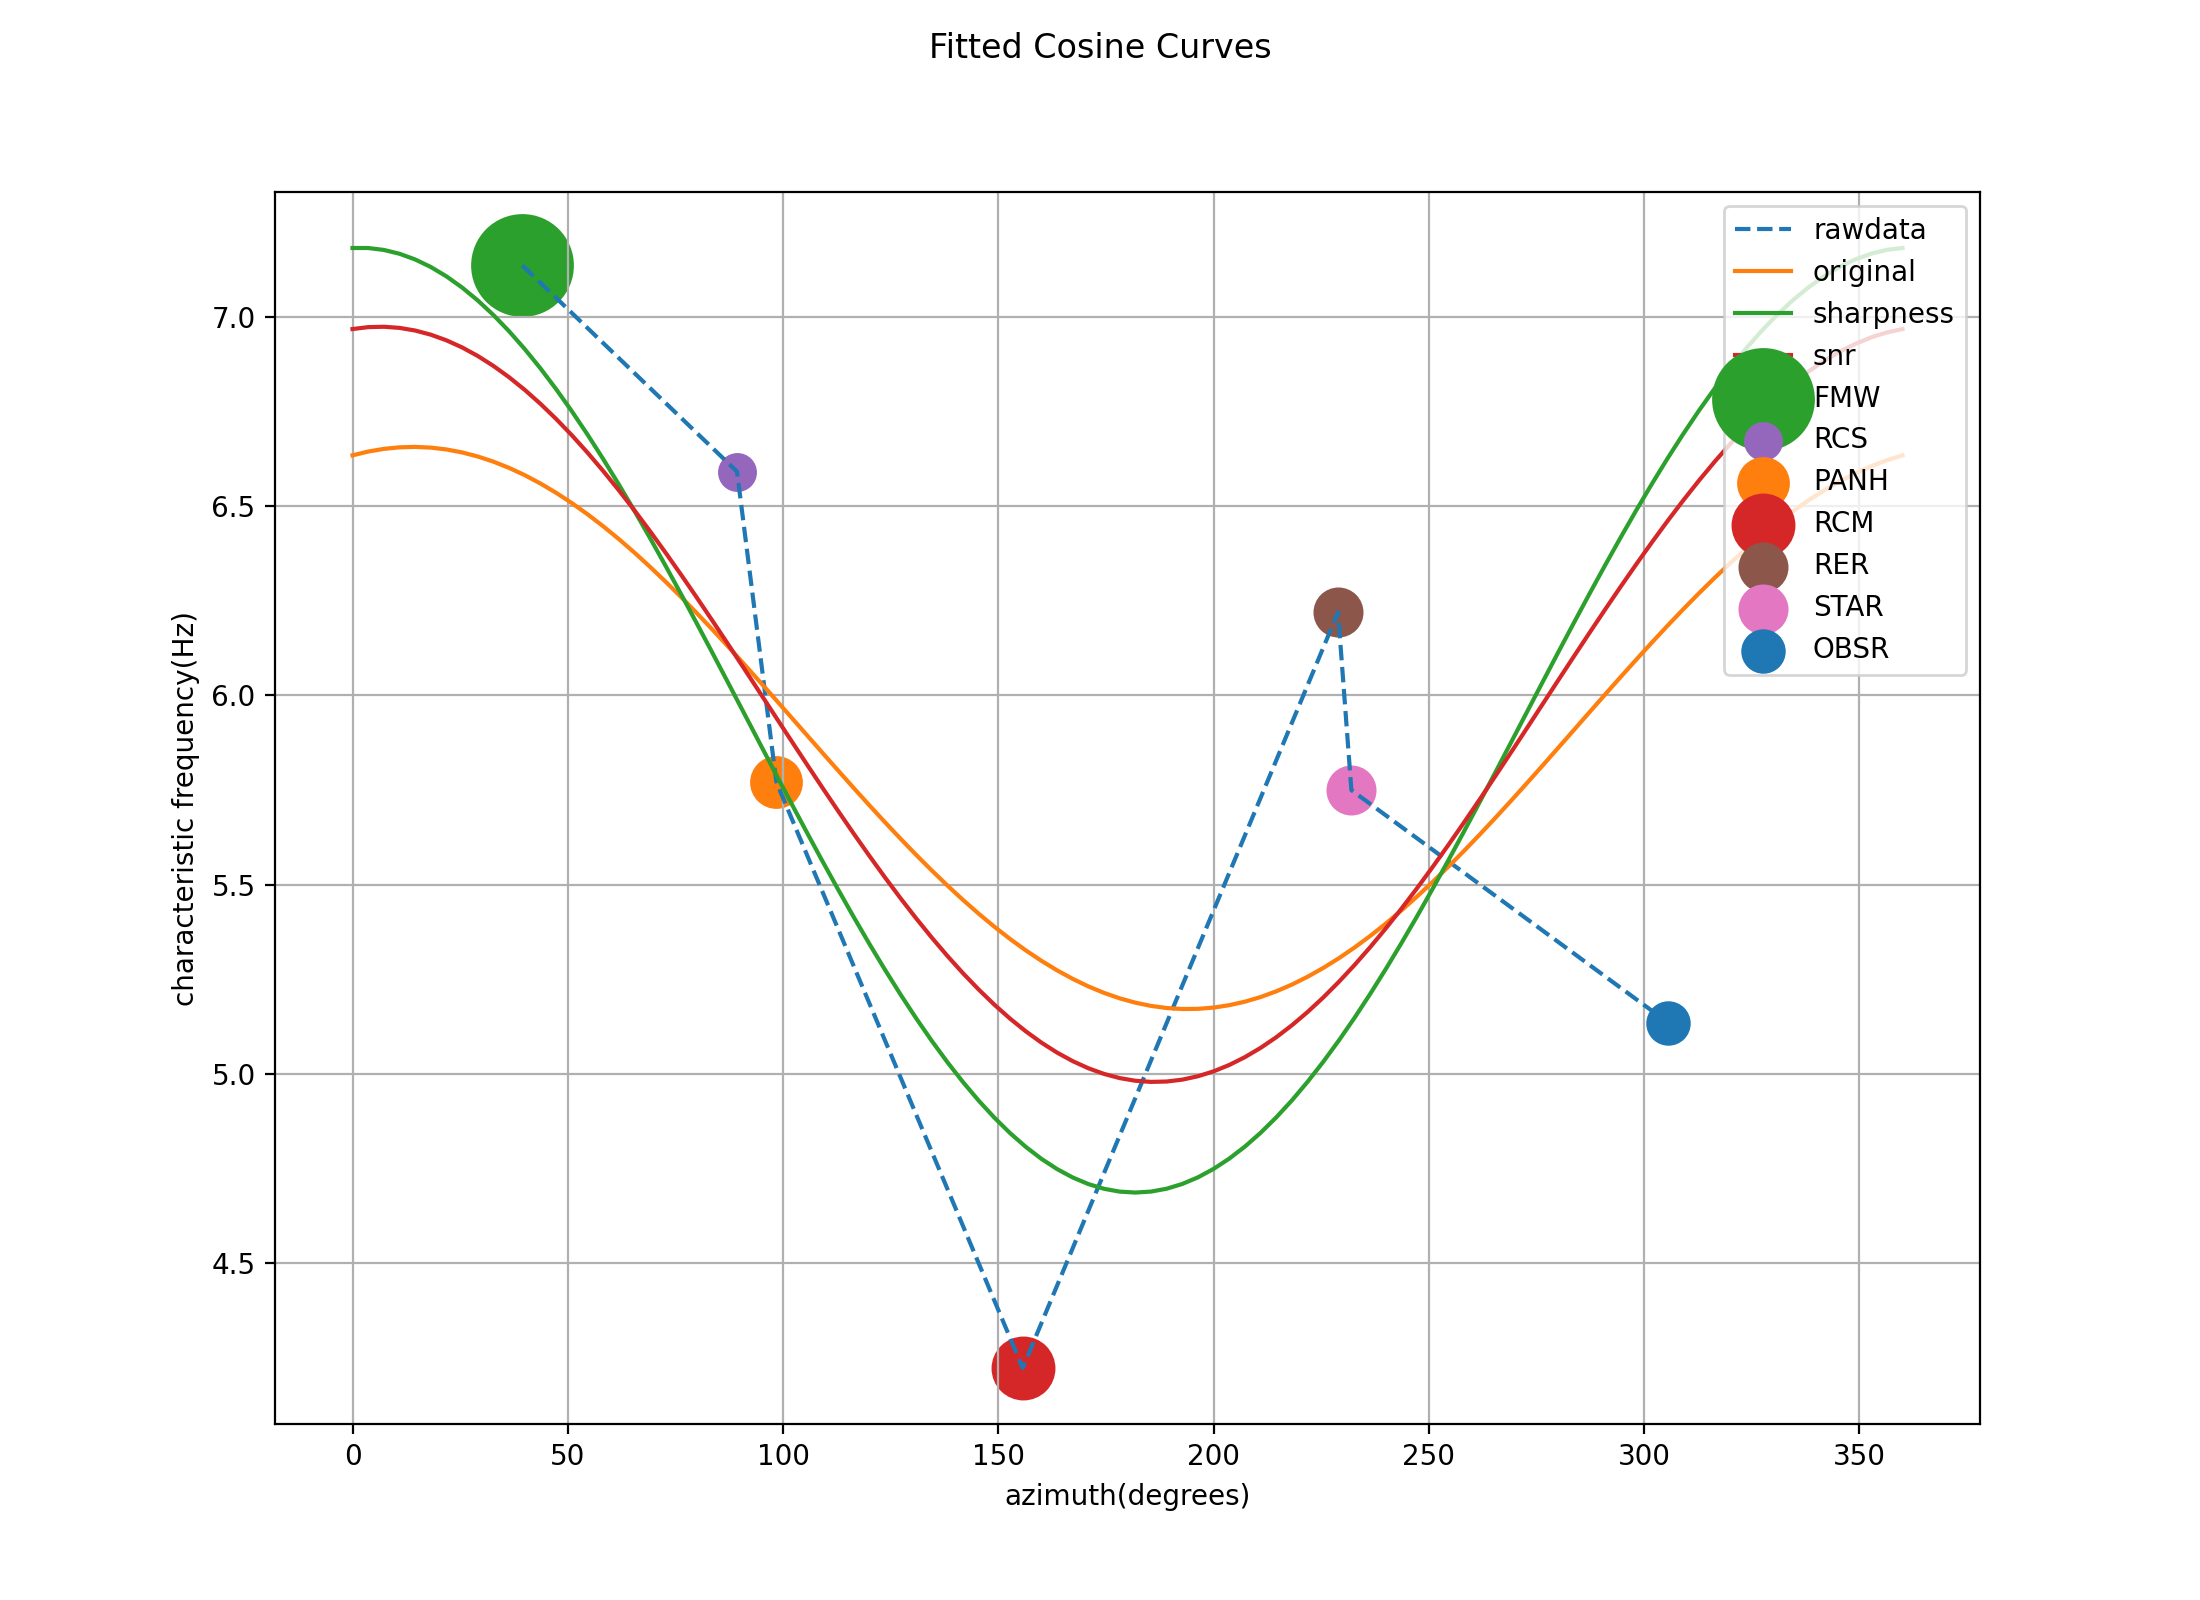 Fitted Cosine Curves
rawdata
original
sharpness
snr
FMW
RCS
PANH
RCM
RER
STAR
OBSR
characteristic frequency(Hz)
7.0
6.5
6.0
5.5
5.0
4.5
0 50 100 150 200 250 300 350
azimuth(degrees)